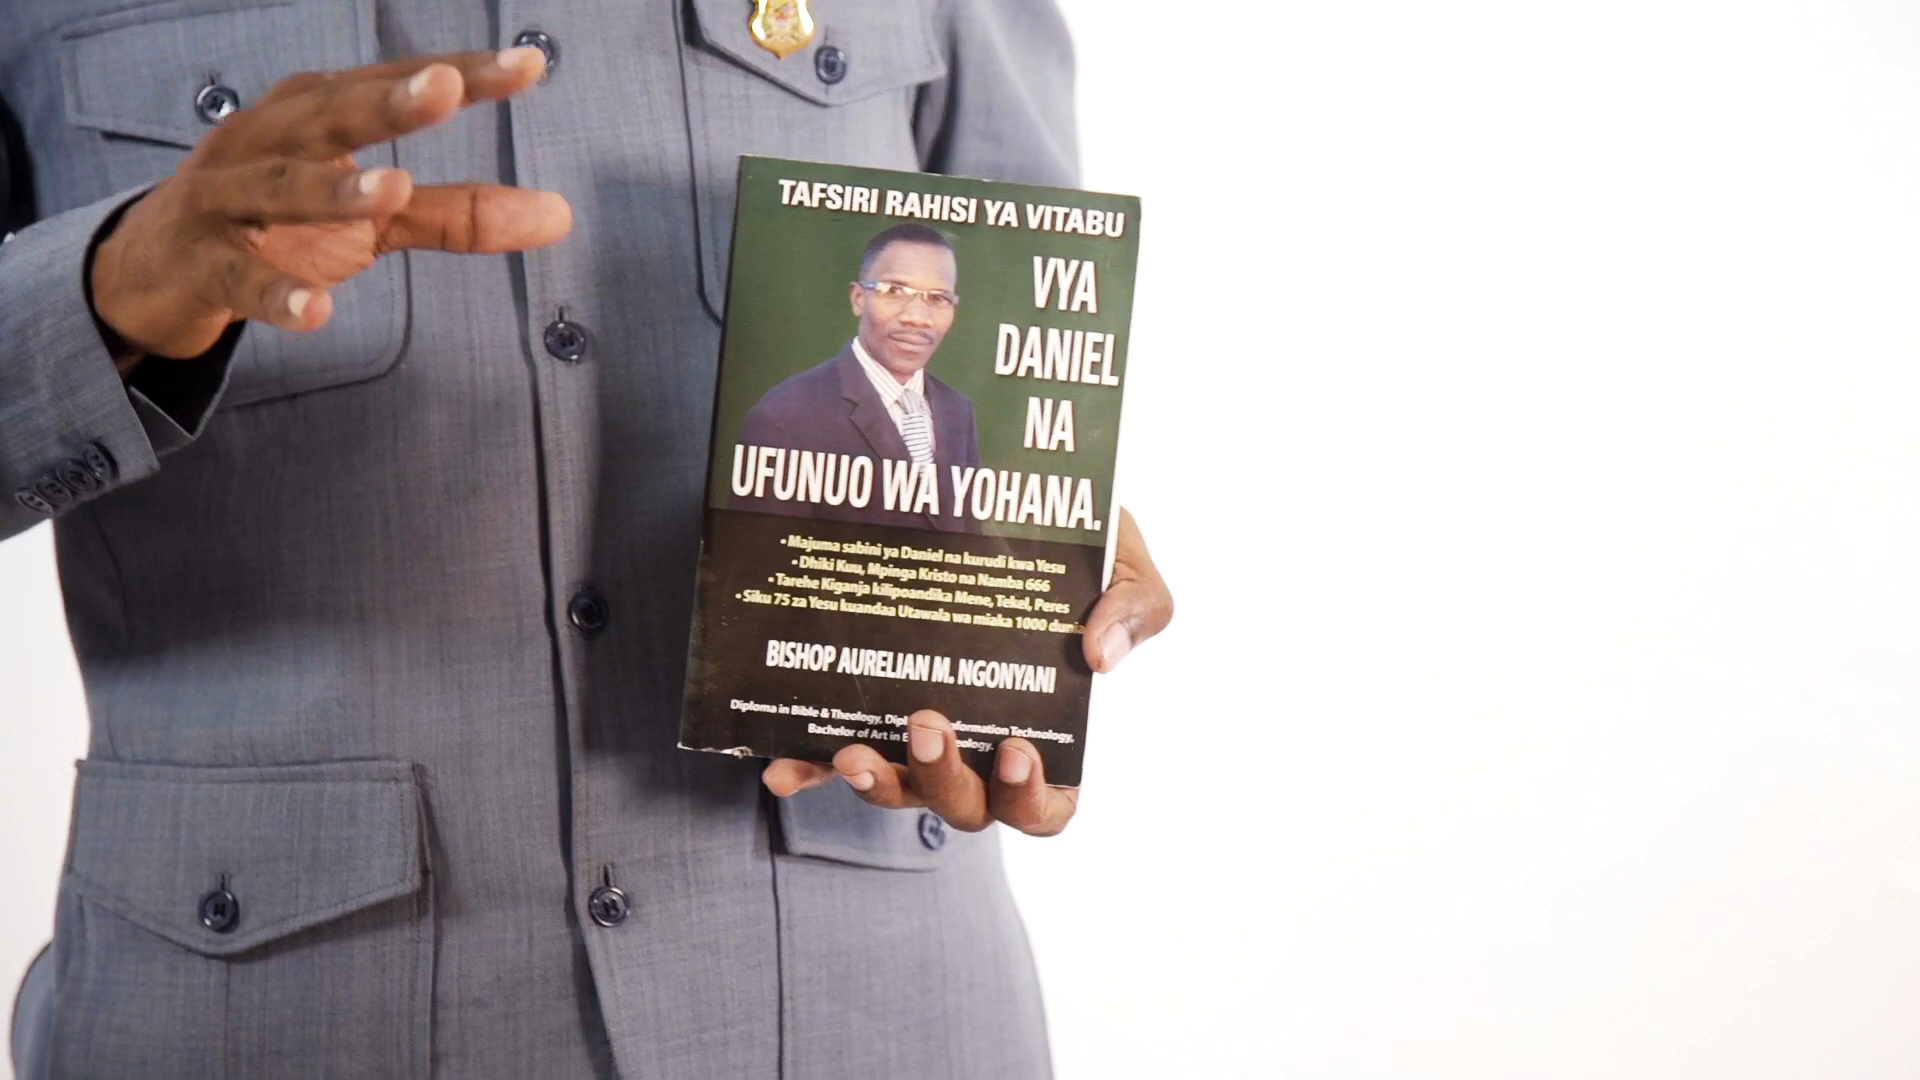 TAFSIRI RAHISI YA VITABU
VYA
DANIEL
NA
UFUNUO WA YOHANA.
• Majuma sabini ya Daniel na kurudi kwa Yesu
• Dhiki Kuu, Mpinga Kristo na Namba 666
• Tarehe Kiganja kilipoandika Mene, Tekel, Peres
• Siku 75 za Yesu kuandaa Utawala wa miaka 1000 dunia
BISHOP AURELIAN M. NGONYANI
Diploma in Bible & Theology, Technology,
Bachelor of Art in